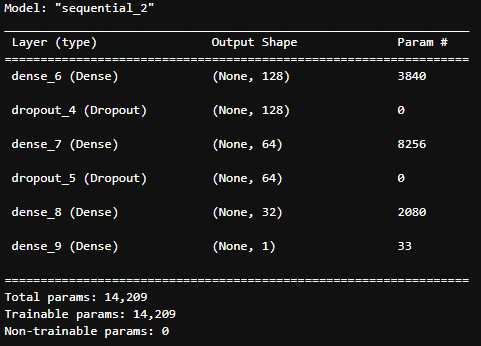 Model: "sequential_2"
_________________________________________________________________
Layer (type) Output Shape Param #
=================================================================
dense_6 (Dense) (None, 128) 3840
dropout_4 (Dropout) (None, 128) 0
dense_7 (Dense) (None, 64) 8256
dropout_5 (Dropout) (None, 64) 0
dense_8 (Dense) (None, 32) 2080
dense_9 (Dense) (None, 1) 33
=================================================================
Total params: 14,209
Trainable params: 14,209
Non-trainable params: 0